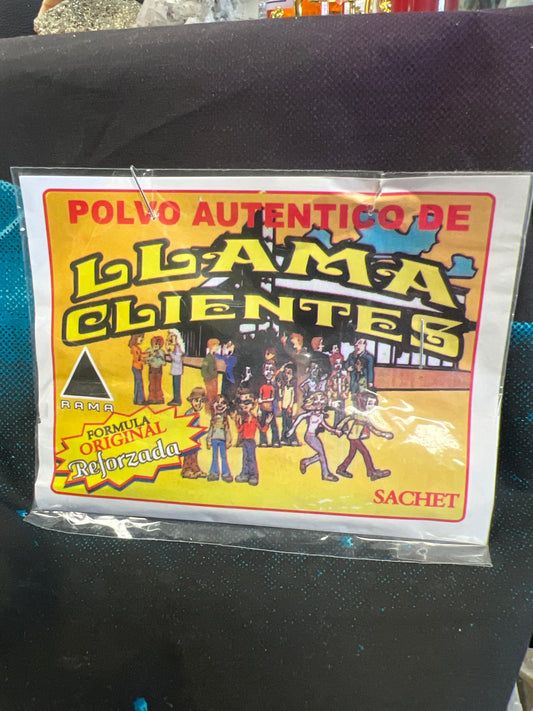 POLVO AUTENTICO DE
LLAMA
CLIENTES
RAMA
FORMULA
ORIGINAL
Reforzada
SACHET